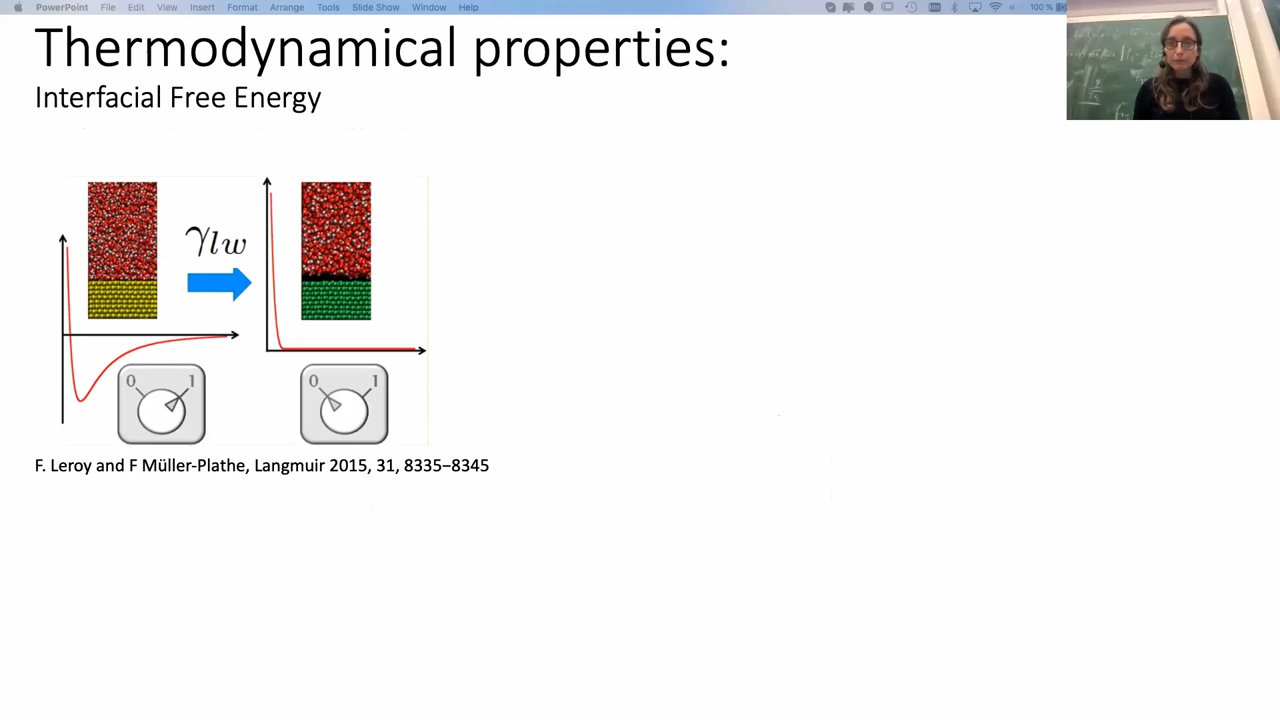 PowerPoint File Edit View Insert Format Arrange Tools Slide Show Window Help 100 %
Thermodynamical properties:
Interfacial Free Energy
γlw
0 1
0 1
F. Leroy and F Müller-Plathe, Langmuir 2015, 31, 8335−8345